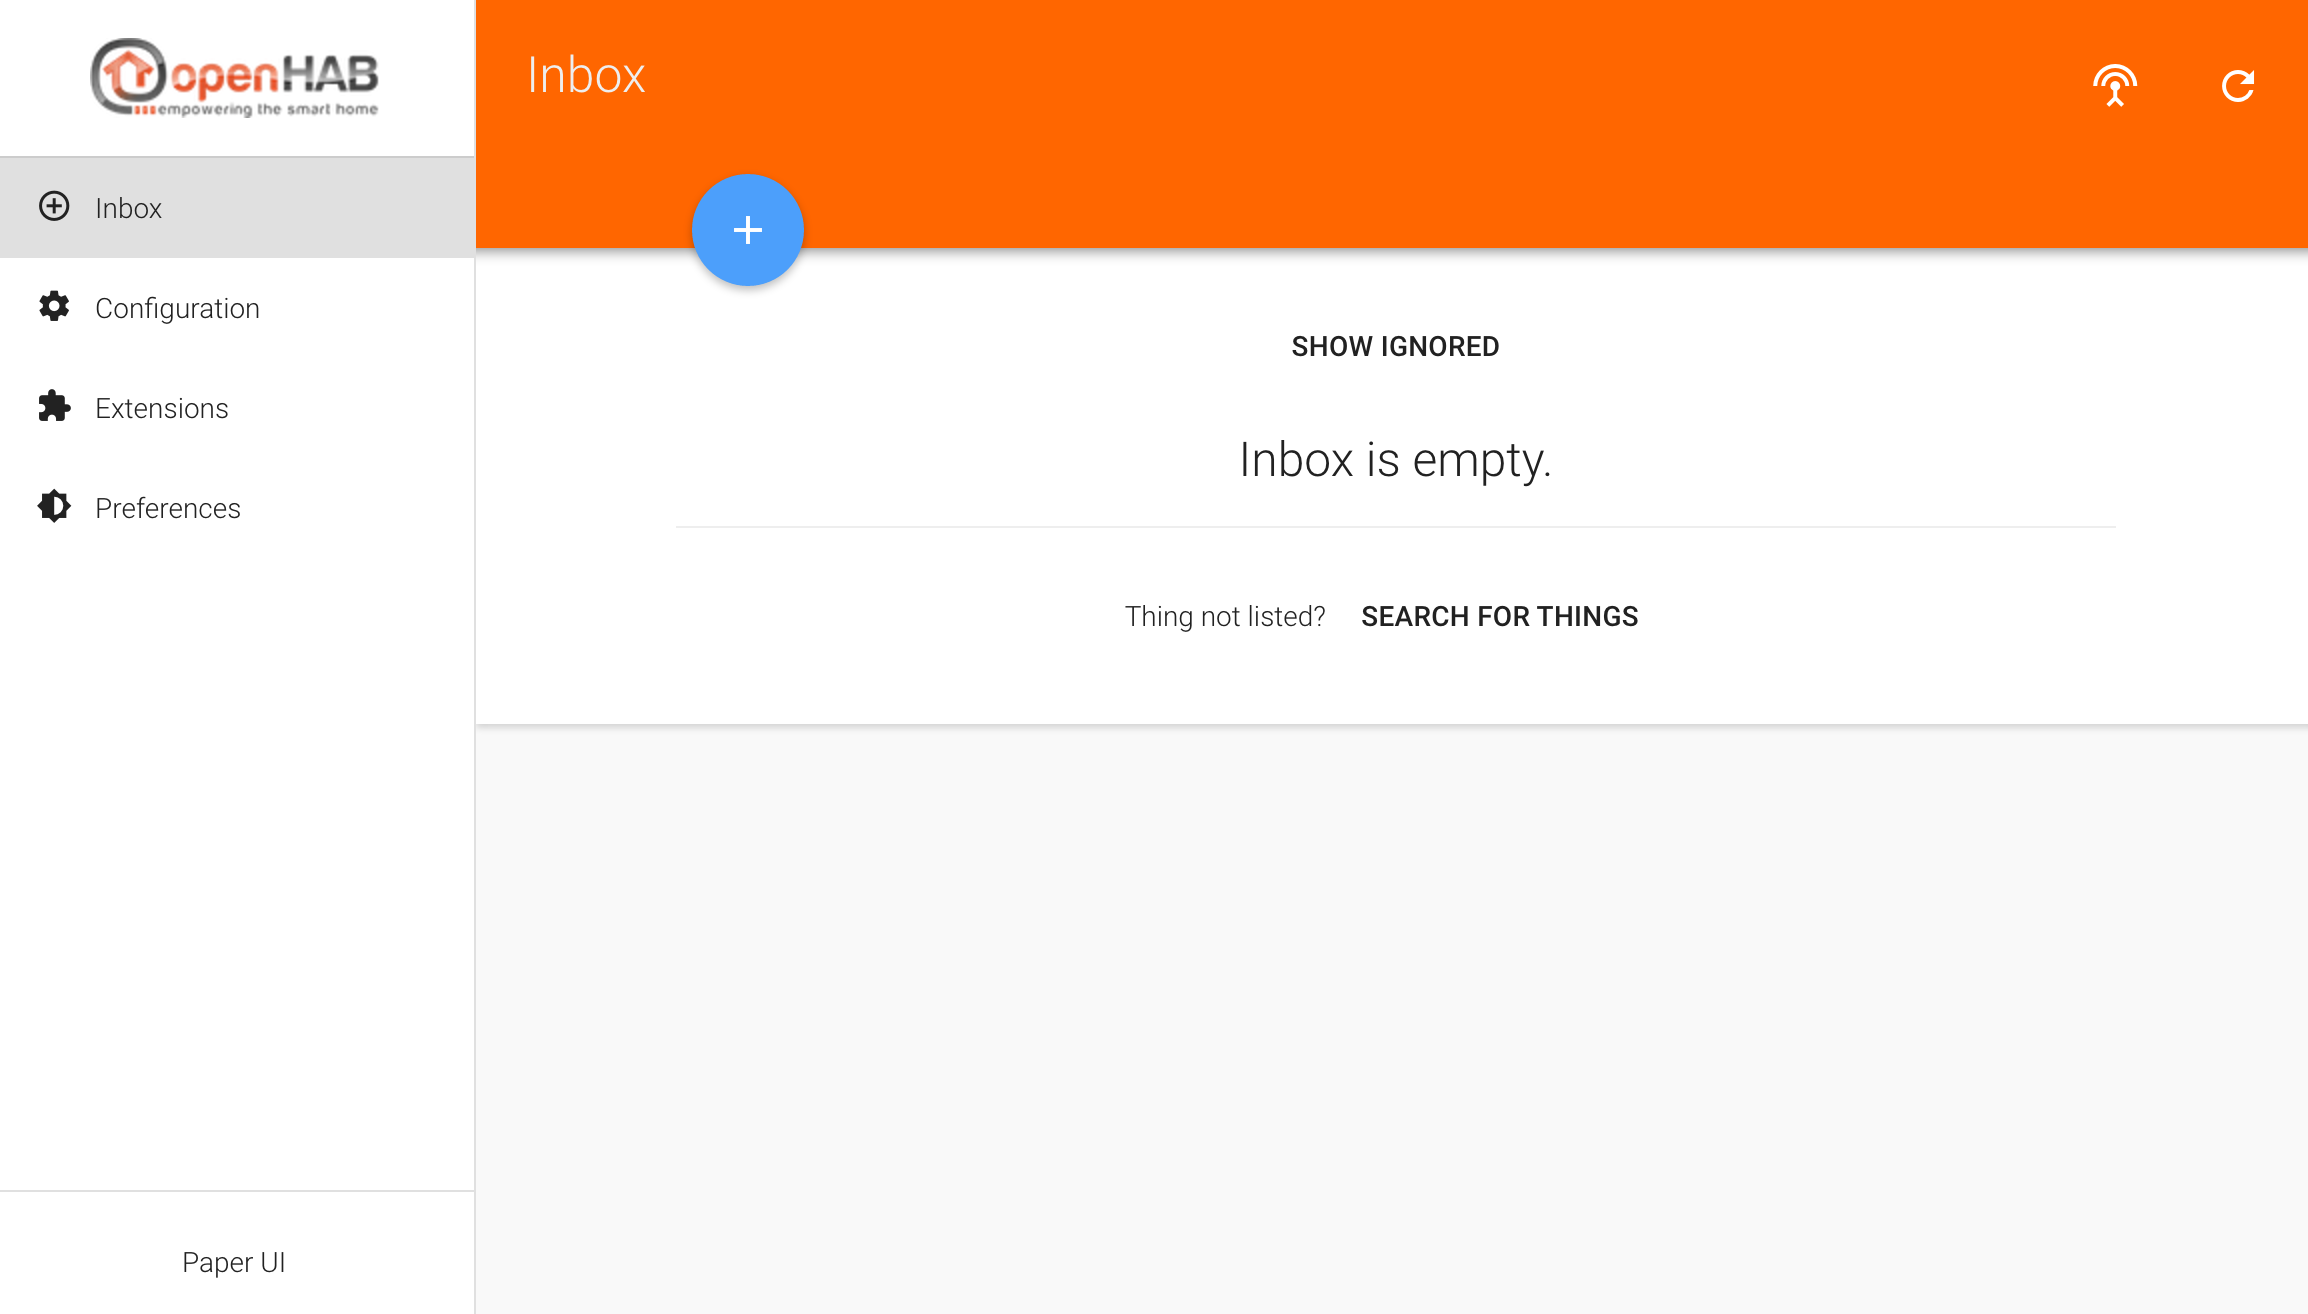 openHAB
empowering the smart home
Inbox
Configuration
Extensions
Preferences
Paper UI
Inbox
SHOW IGNORED
Inbox is empty.
Thing not listed? SEARCH FOR THINGS